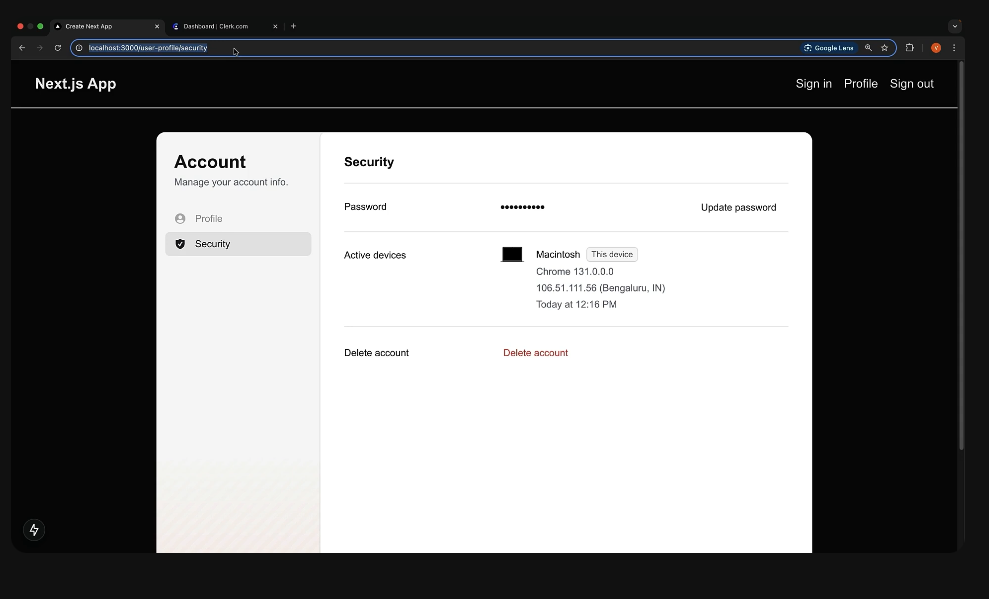 Create Next App
Dashboard | Clerk.com
localhost:3000/user-profile/security
Google Lens
V
Next.js App
Sign in Profile Sign out
Account
Manage your account info.
Profile
Security
Security
Password
••••••••••
Update password
Active devices
Macintosh This device
Chrome 131.0.0.0
106.51.111.56 (Bengaluru, IN)
Today at 12:16 PM
Delete account
Delete account